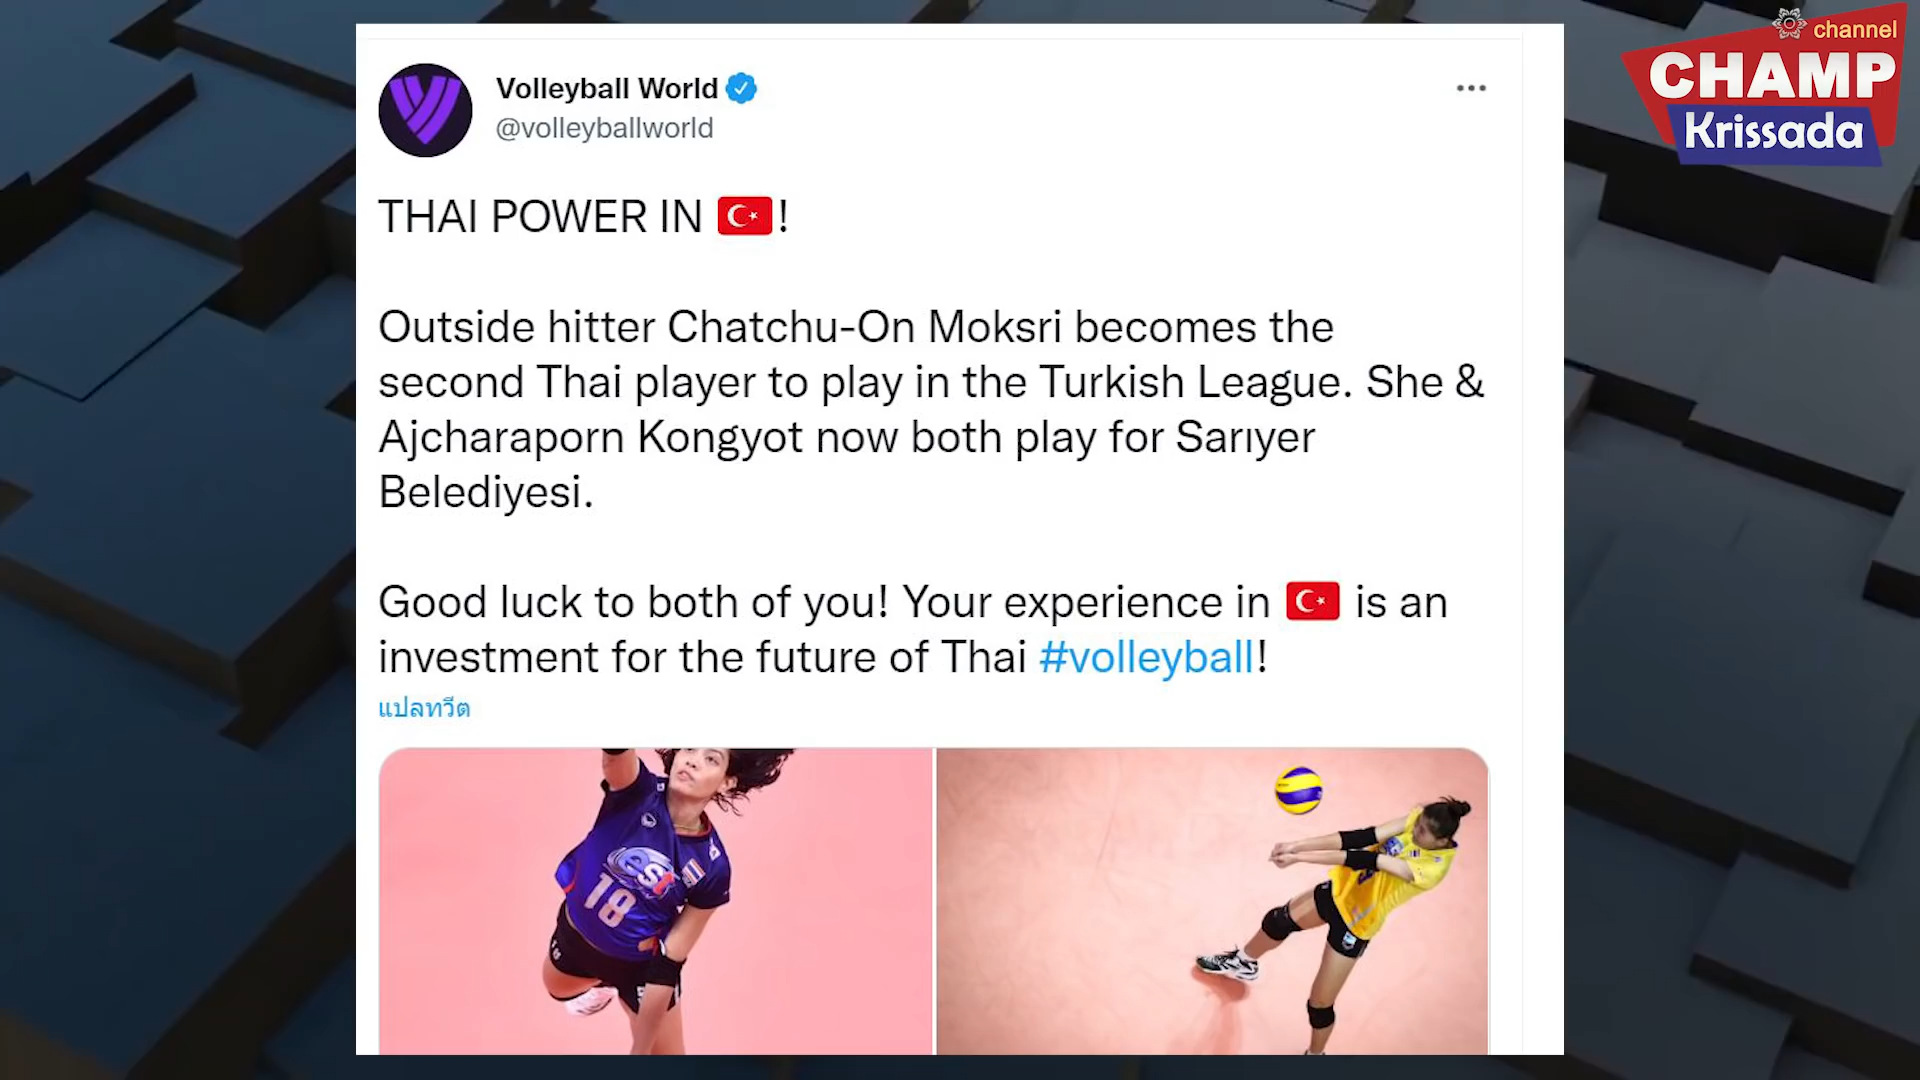 channel
CHAMP
Krissada
Volleyball World
@volleyballworld
THAI POWER IN 🇹🇷!
Outside hitter Chatchu-On Moksri becomes the
second Thai player to play in the Turkish League. She &
Ajcharaporn Kongyot now both play for Sarıyer
Belediyesi.
Good luck to both of you! Your experience in 🇹🇷 is an
investment for the future of Thai #volleyball!
แปลทวีต
est
18